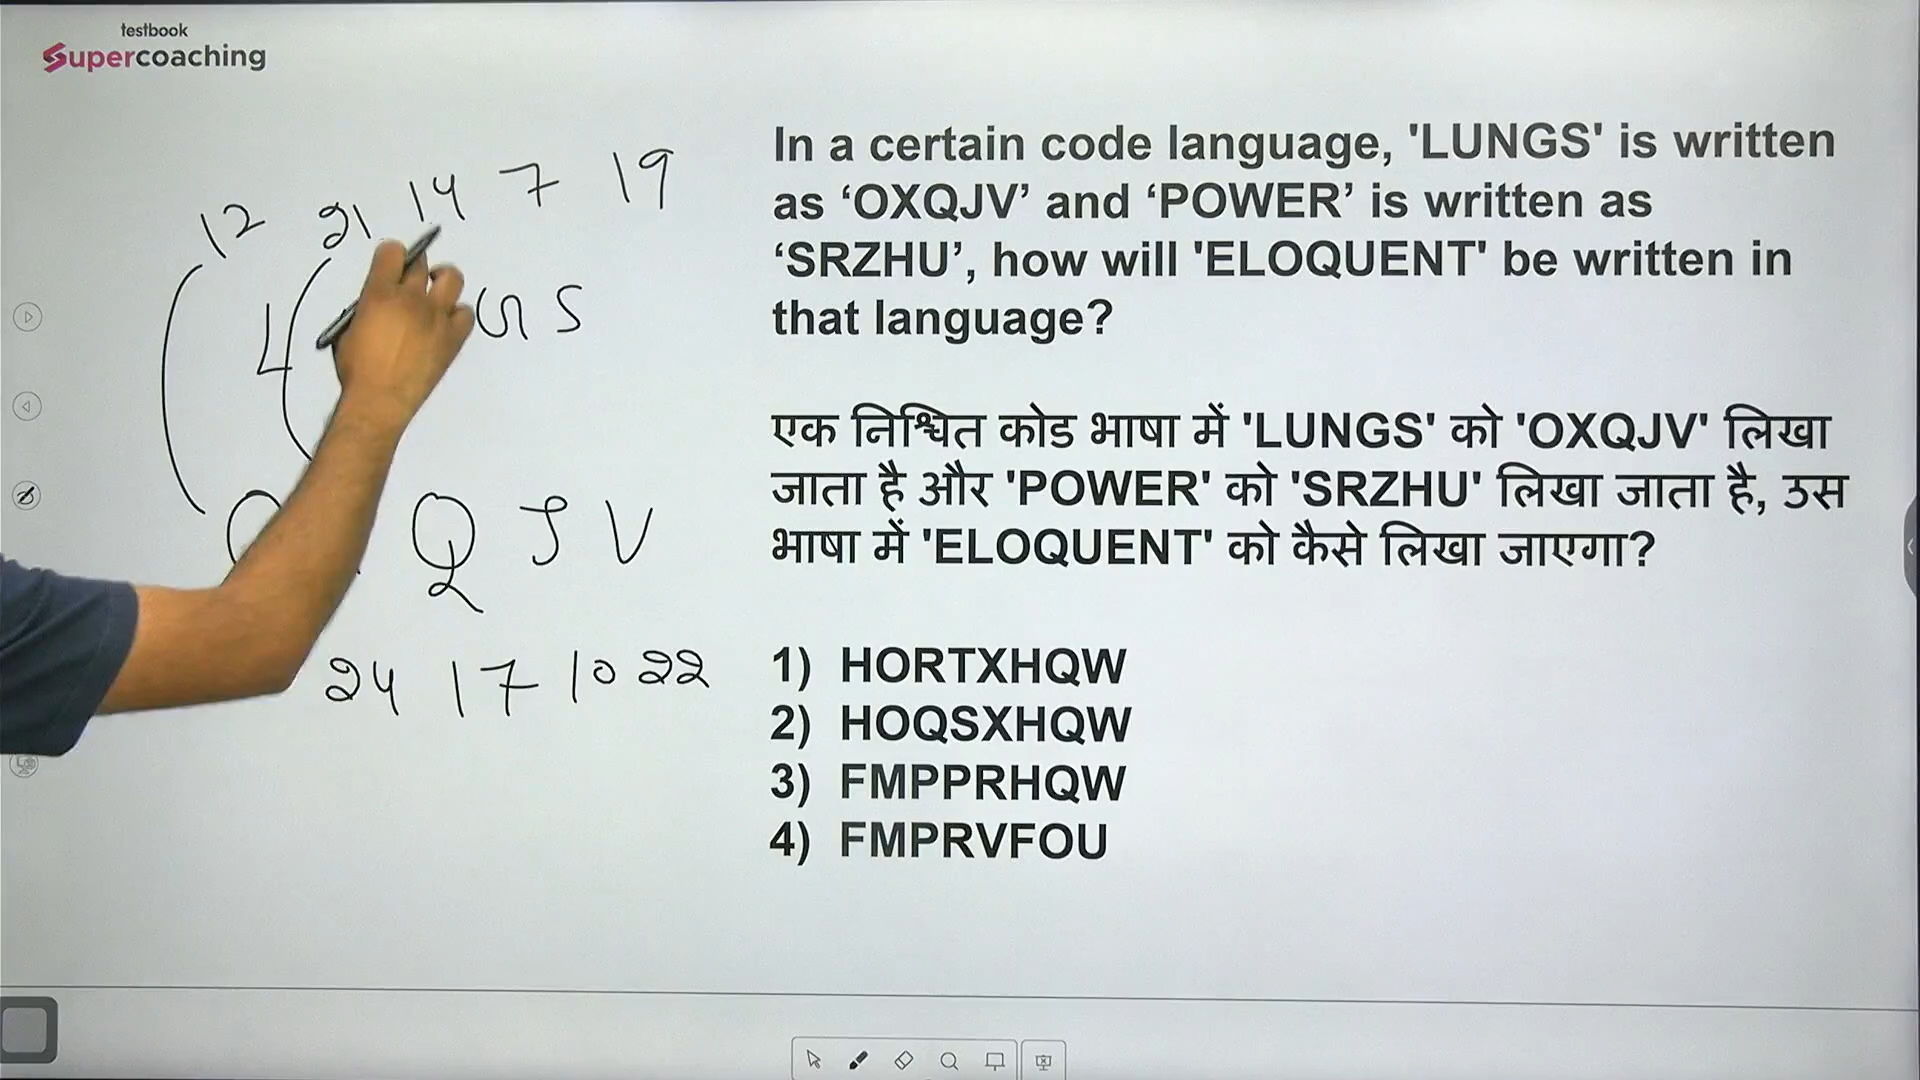 testbook
Supercoaching
In a certain code language, 'LUNGS' is written
as ‘OXQJV’ and ‘POWER’ is written as
‘SRZHU’, how will 'ELOQUENT' be written in
that language?
एक निश्चित कोड भाषा में 'LUNGS' को 'OXQJV' लिखा
जाता है और 'POWER' को 'SRZHU' लिखा जाता है, उस
भाषा में 'ELOQUENT' को कैसे लिखा जाएगा?
1) HORTXHQW
2) HOQSXHQW
3) FMPPRHQW
4) FMPRVFOU
12 21 14 7 19
L G S
Q J V
24 17 10 22